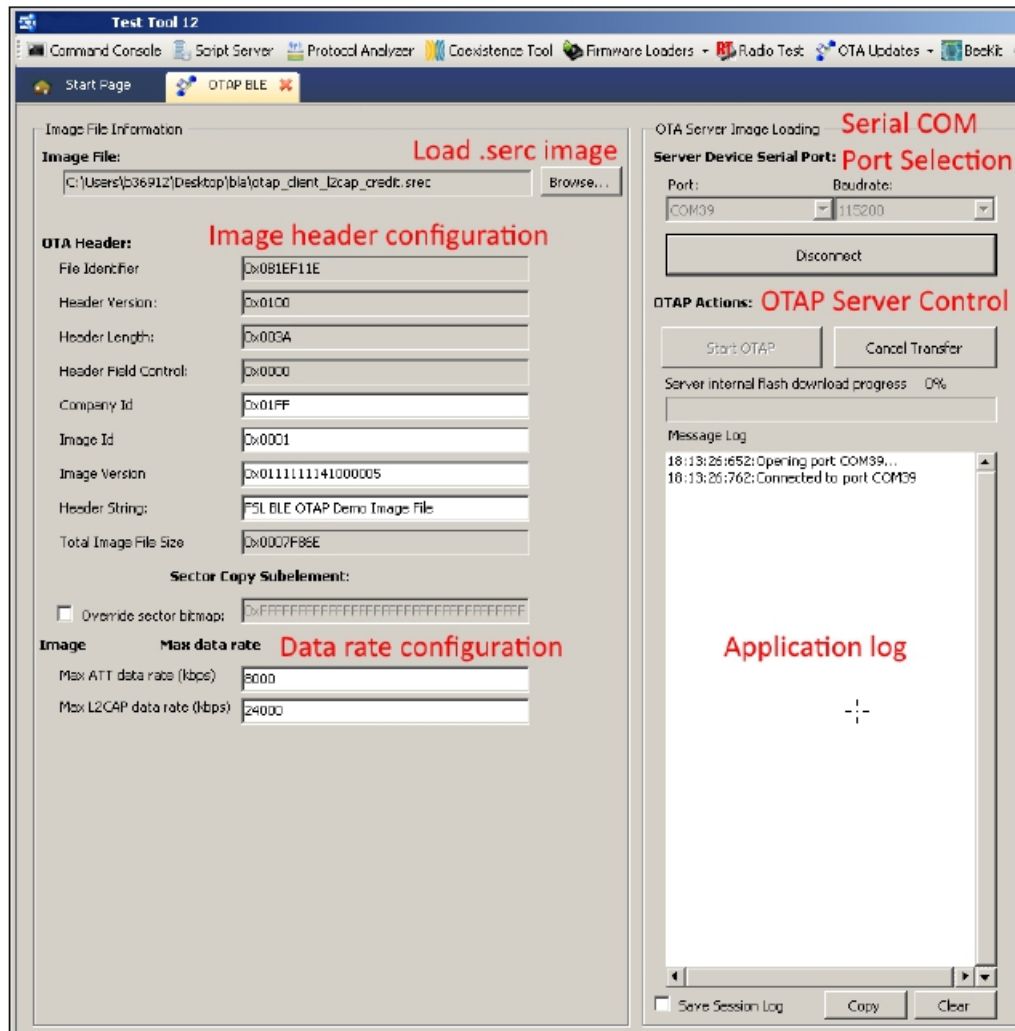 Test Tool 12
Command Console Script Server Protocol Analyzer Coexistence Tool Firmware Loaders Radio Test OTA Updates BeeKit
Start Page OTAP BLE
Image File Information
Image File: Load .serc image
C:\Users\b36912\Desktop\bla\otap_client_l2cap_credit.srec Browse...
OTA Header: Image header configuration
File Identifier 0x0B1EF11E
Header Version: 0x0100
Header Length: 0x003A
Header Field Control: 0x0000
Company Id 0x01FF
Image Id 0x0001
Image Version 0x0111111141000005
Header String: FSL BLE OTAP Demo Image File
Total Image File Size 0x0007F86E
Sector Copy Subelement:
Override sector bitmap:
Image Max data rate Data rate configuration
Max ATT data rate (kbps) 8000
Max L2CAP data rate (kbps) 24000
OTA Server Image Loading Serial COM
Server Device Serial Port: Port Selection
Port: Baudrate:
COM39 115200
Disconnect
OTAP Actions: OTAP Server Control
Start OTAP Cancel Transfer
Server internal flash download progress 0%
Message Log
18:13:26:652:Opening port COM39...
18:13:26:762:Connected to port COM39
Application log
Save Session Log Copy Clear